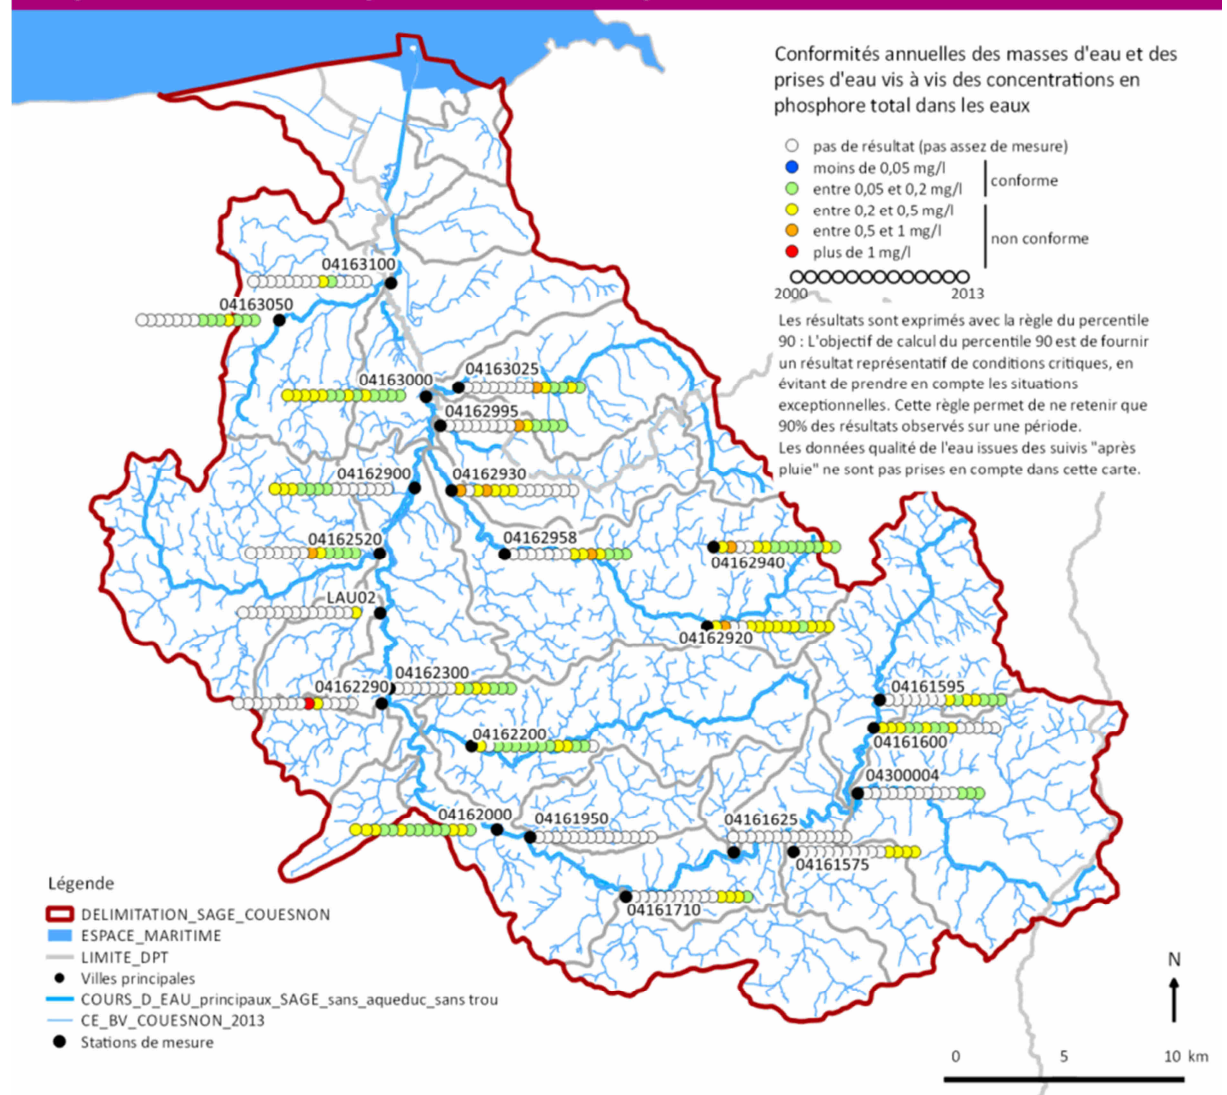 Conformités annuelles des masses d'eau et des
prises d'eau vis à vis des concentrations en
phosphore total dans les eaux
pas de résultat (pas assez de mesure)
moins de 0,05 mg/l
entre 0,05 et 0,2 mg/l
conforme
entre 0,2 et 0,5 mg/l
entre 0,5 et 1 mg/l
plus de 1 mg/l
non conforme
2000
2013
Les résultats sont exprimés avec la règle du percentile
90 : L'objectif de calcul du percentile 90 est de fournir
un résultat représentatif de conditions critiques, en
évitant de prendre en compte les situations
exceptionnelles. Cette règle permet de ne retenir que
90% des résultats observés sur une période.
Les données qualité de l'eau issues des suivis "après
pluie" ne sont pas prises en compte dans cette carte.
04163100
04163050
04163025
04163000
04162995
04162900
04162930
04162520
04162958
04162940
LAU02
04162920
04162300
04162290
04161595
04162200
04161600
04300004
04162000
04161950
04161625
04161575
04161710
Légende
DELIMITATION_SAGE_COUESNON
ESPACE_MARITIME
LIMITE_DPT
Villes principales
COURS_D_EAU_principaux_SAGE_sans_aqueduc_sans trou
CE_BV_COUESNON_2013
Stations de mesure
N
0
5
10 km